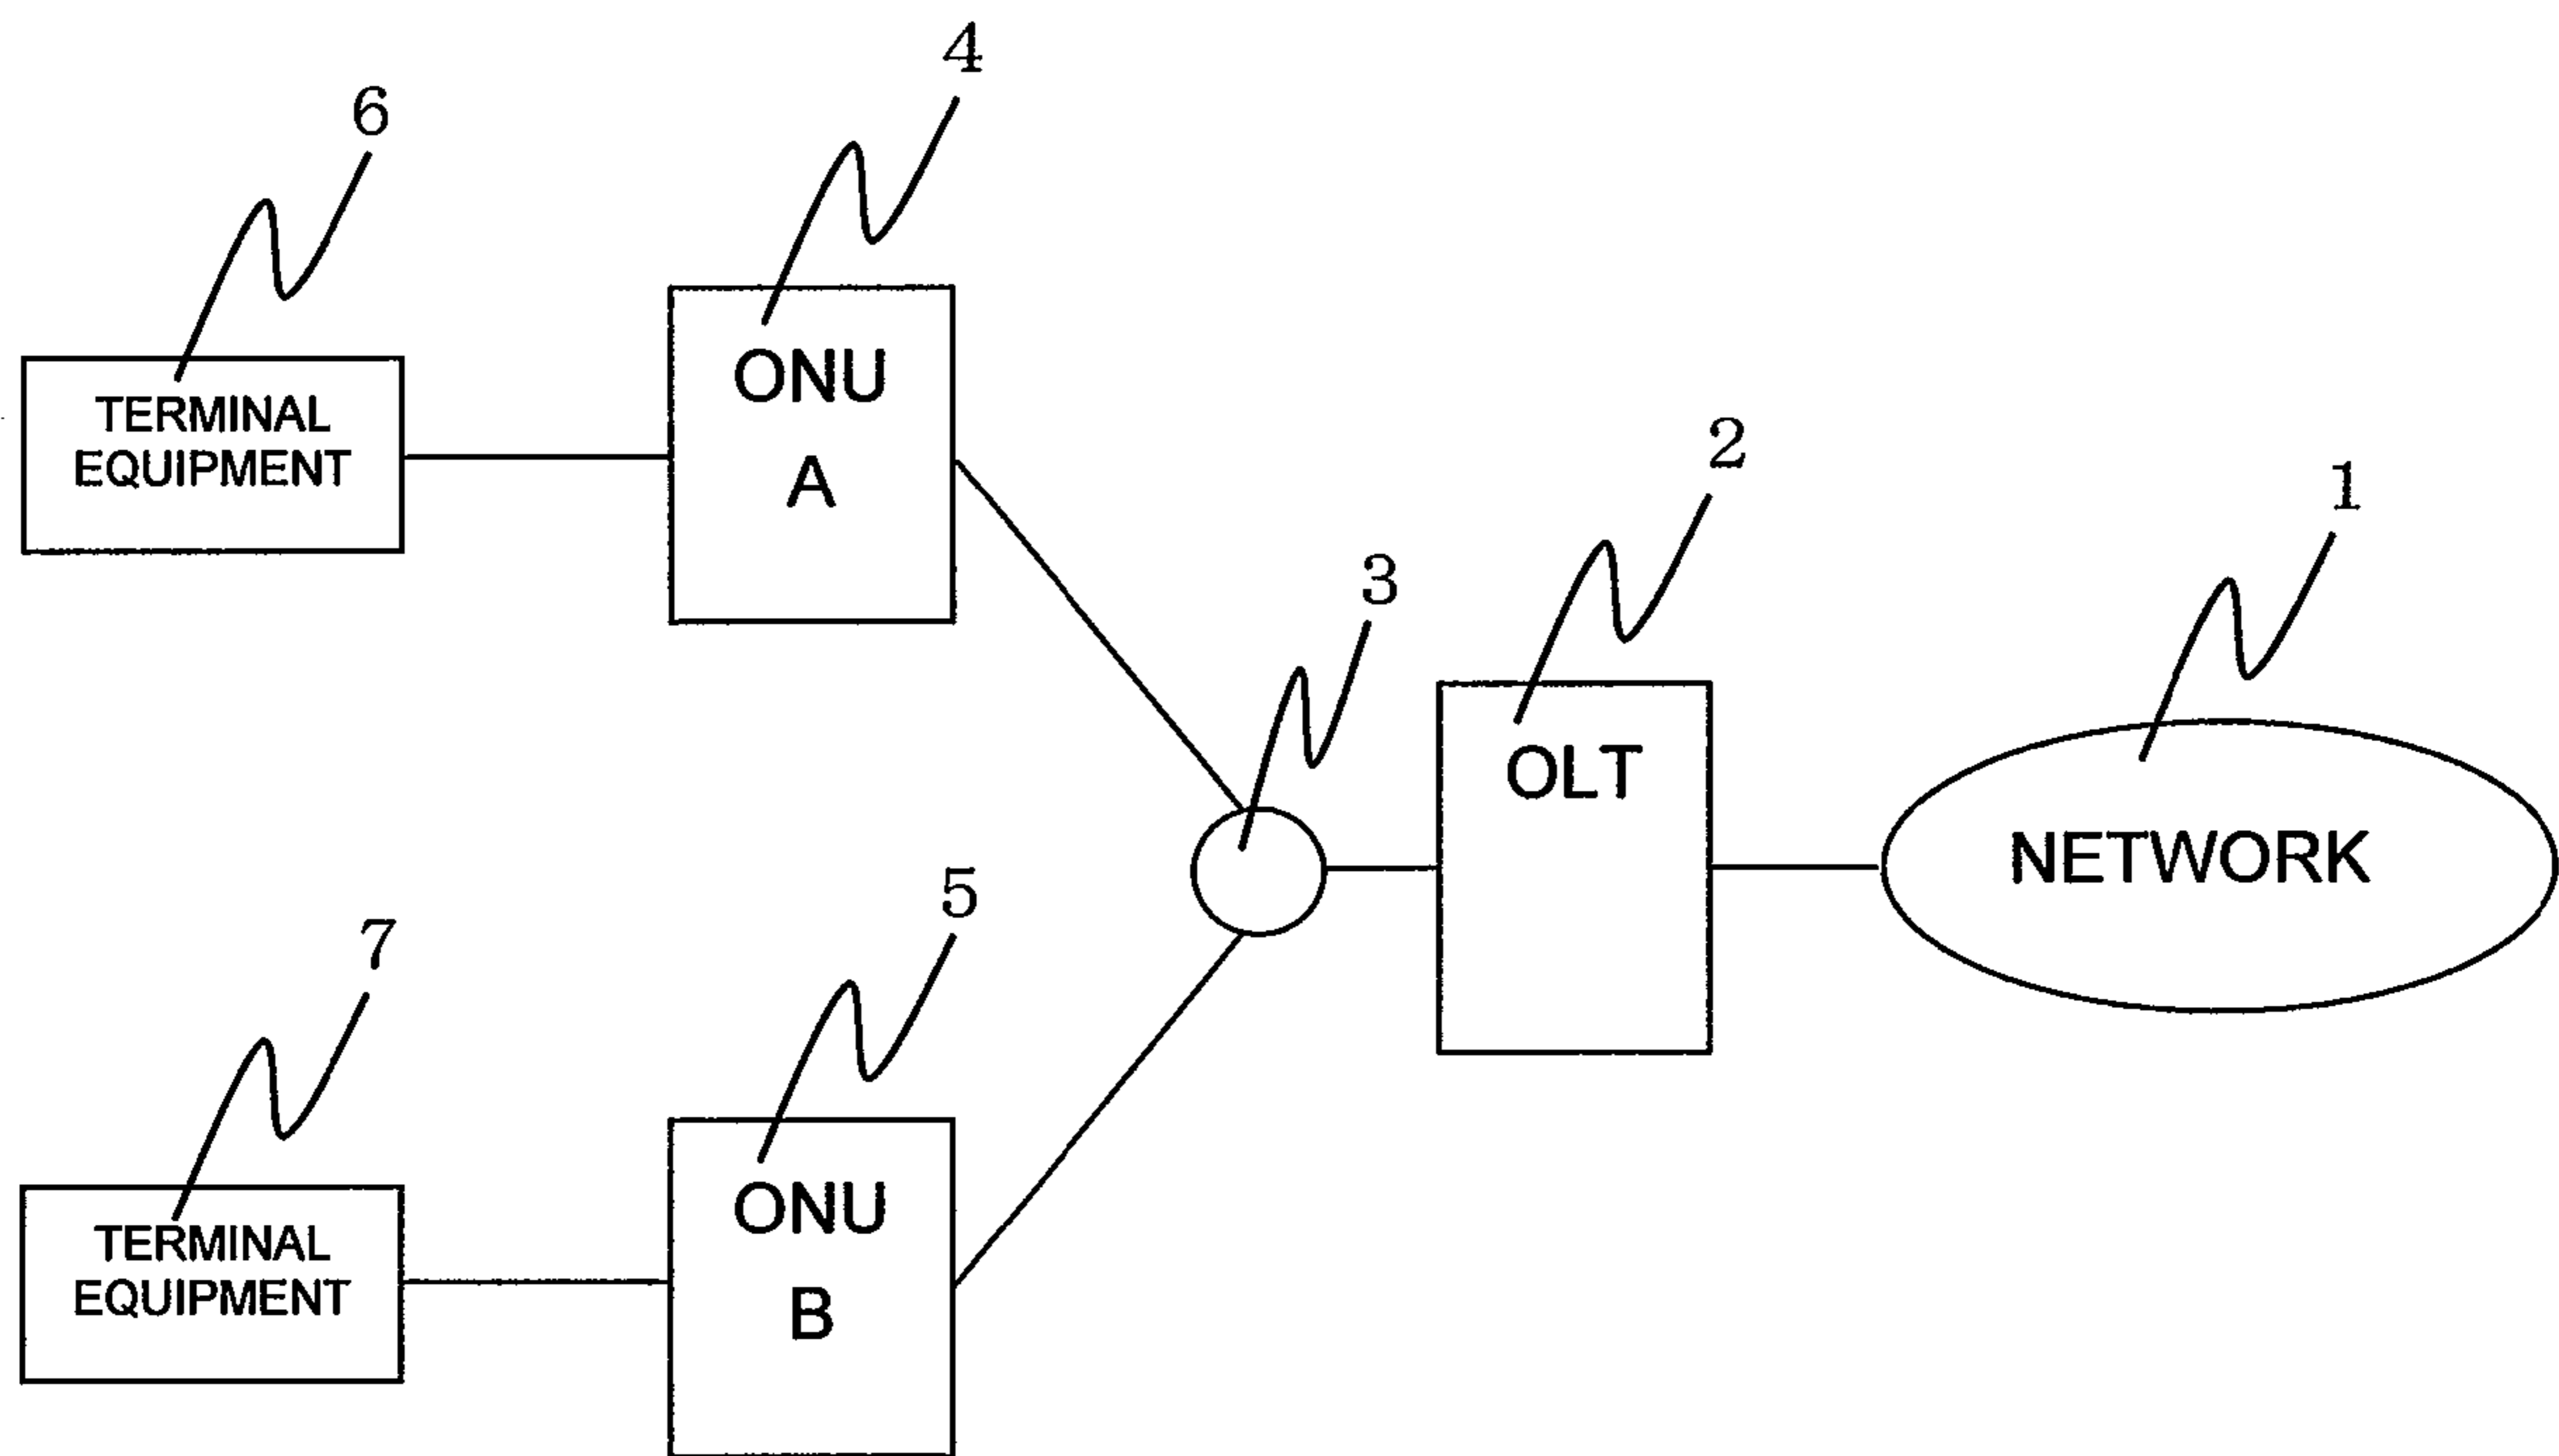 4
6
ONU
A
TERMINAL
EQUIPMENT
2
1
3
OLT
NETWORK
5
7
ONU
B
TERMINAL
EQUIPMENT